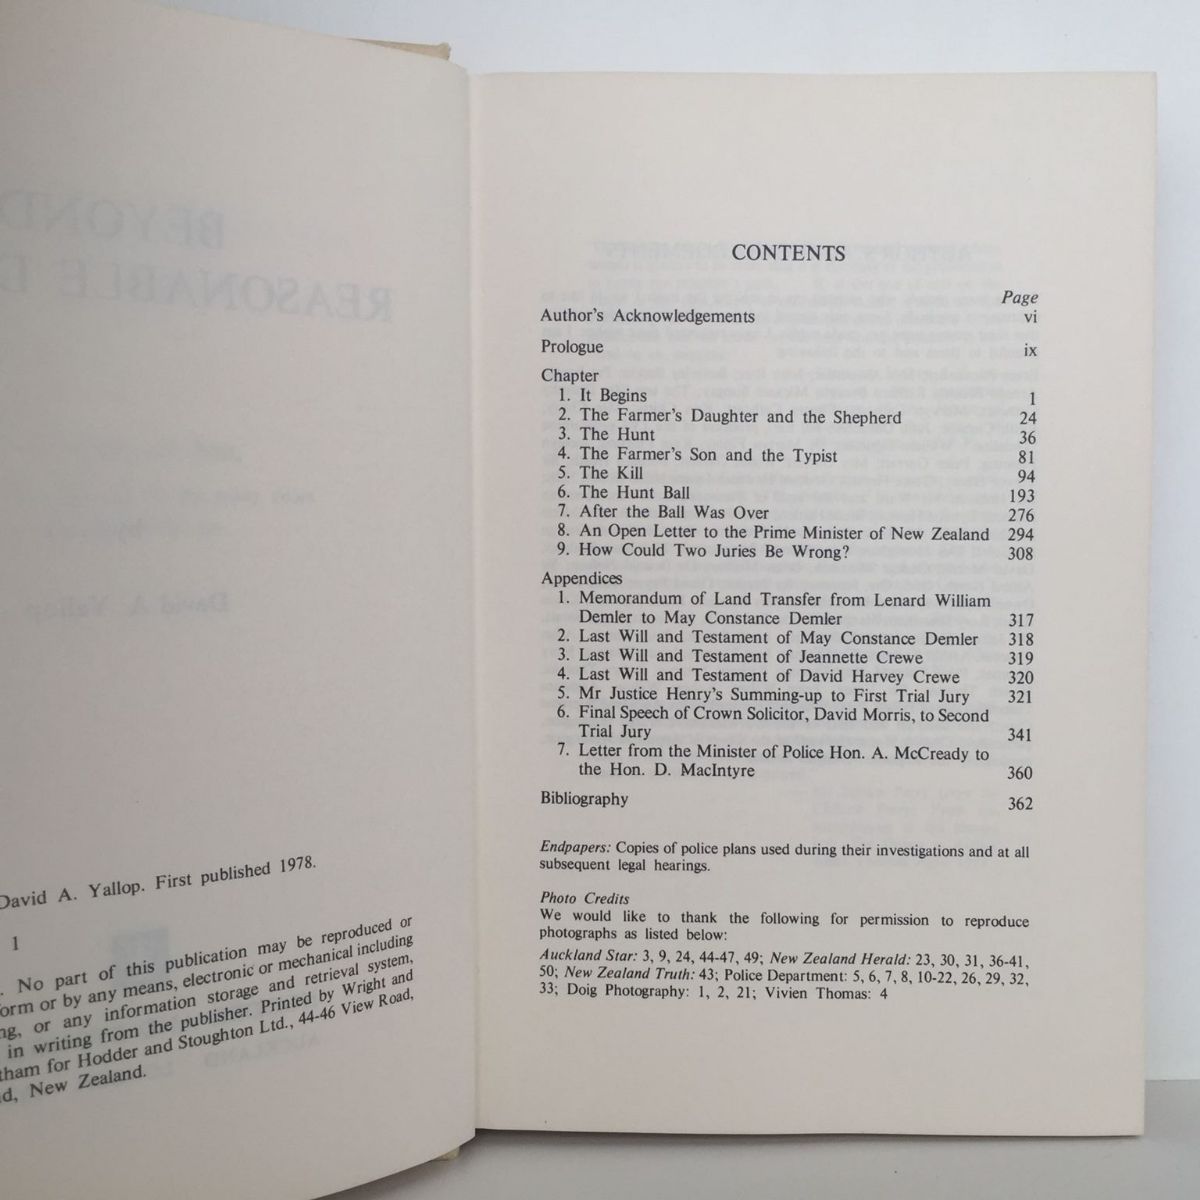 BEYOND
REASONABLE D
David A. Yallop
David A. Yallop. First published 1978.
1
. No part of this publication may be reproduced or
orm or by any means, electronic or mechanical including
ng, or any information storage and retrieval system,
in writing from the publisher. Printed by Wright and
tham for Hodder and Stoughton Ltd., 44-46 View Road,
d, New Zealand.
AUCKLAND
CONTENTS
Page
Author's Acknowledgements vi
Prologue ix
Chapter
1. It Begins 1
2. The Farmer's Daughter and the Shepherd 24
3. The Hunt 36
4. The Farmer's Son and the Typist 81
5. The Kill 94
6. The Hunt Ball 193
7. After the Ball Was Over 276
8. An Open Letter to the Prime Minister of New Zealand 294
9. How Could Two Juries Be Wrong? 308
Appendices
1. Memorandum of Land Transfer from Lenard William
Demler to May Constance Demler 317
2. Last Will and Testament of May Constance Demler 318
3. Last Will and Testament of Jeannette Crewe 319
4. Last Will and Testament of David Harvey Crewe 320
5. Mr Justice Henry's Summing-up to First Trial Jury 321
6. Final Speech of Crown Solicitor, David Morris, to Second
Trial Jury 341
7. Letter from the Minister of Police Hon. A. McCready to
the Hon. D. MacIntyre 360
Bibliography 362
Endpapers: Copies of police plans used during their investigations and at all
subsequent legal hearings.
Photo Credits
We would like to thank the following for permission to reproduce
photographs as listed below:
Auckland Star: 3, 9, 24, 44-47, 49; New Zealand Herald: 23, 30, 31, 36-41,
50; New Zealand Truth: 43; Police Department: 5, 6, 7, 8, 10-22, 26, 29, 32,
33; Doig Photography: 1, 2, 21; Vivien Thomas: 4